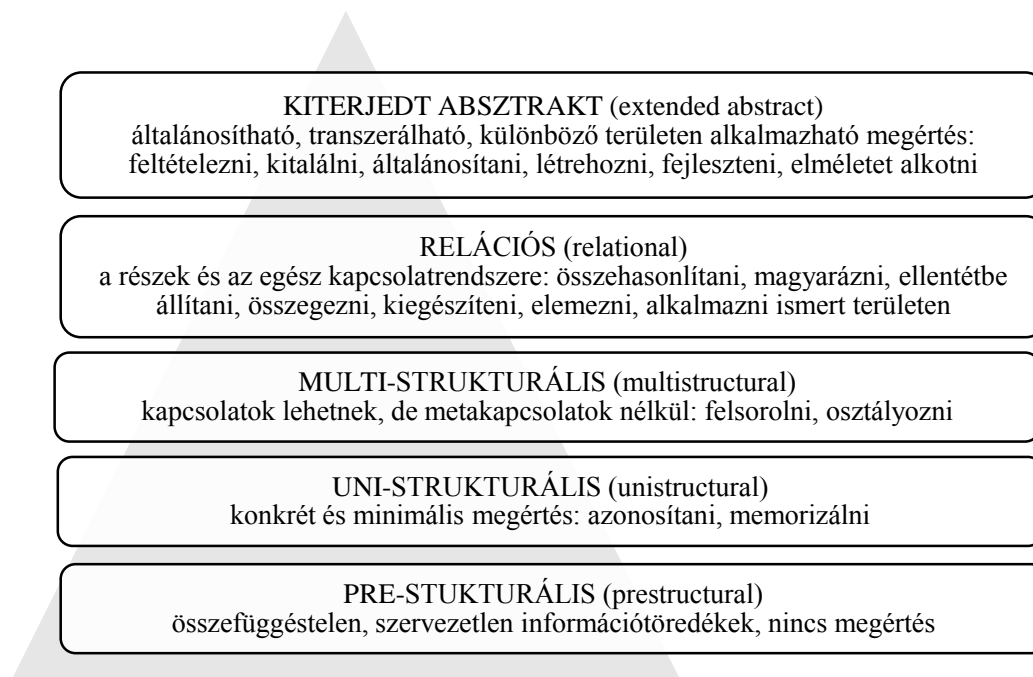 KITERJEDT ABSZTRAKT (extended abstract)
általánosítható, transzerálható, különböző területen alkalmazható megértés:
feltételezni, kitalálni, általánosítani, létrehozni, fejleszteni, elméletet alkotni
RELÁCIÓS (relational)
a részek és az egész kapcsolatrendszere: összehasonlítani, magyarázni, ellentétbe
állítani, összegezni, kiegészíteni, elemezni, alkalmazni ismert területen
MULTI-STRUKTURÁLIS (multistructural)
kapcsolatok lehetnek, de metakapcsolatok nélkül: felsorolni, osztályozni
UNI-STRUKTURÁLIS (unistructural)
konkrét és minimális megértés: azonosítani, memorizálni
PRE-STUKTURÁLIS (prestructural)
összefüggéstelen, szervezetlen információtöredékek, nincs megértés